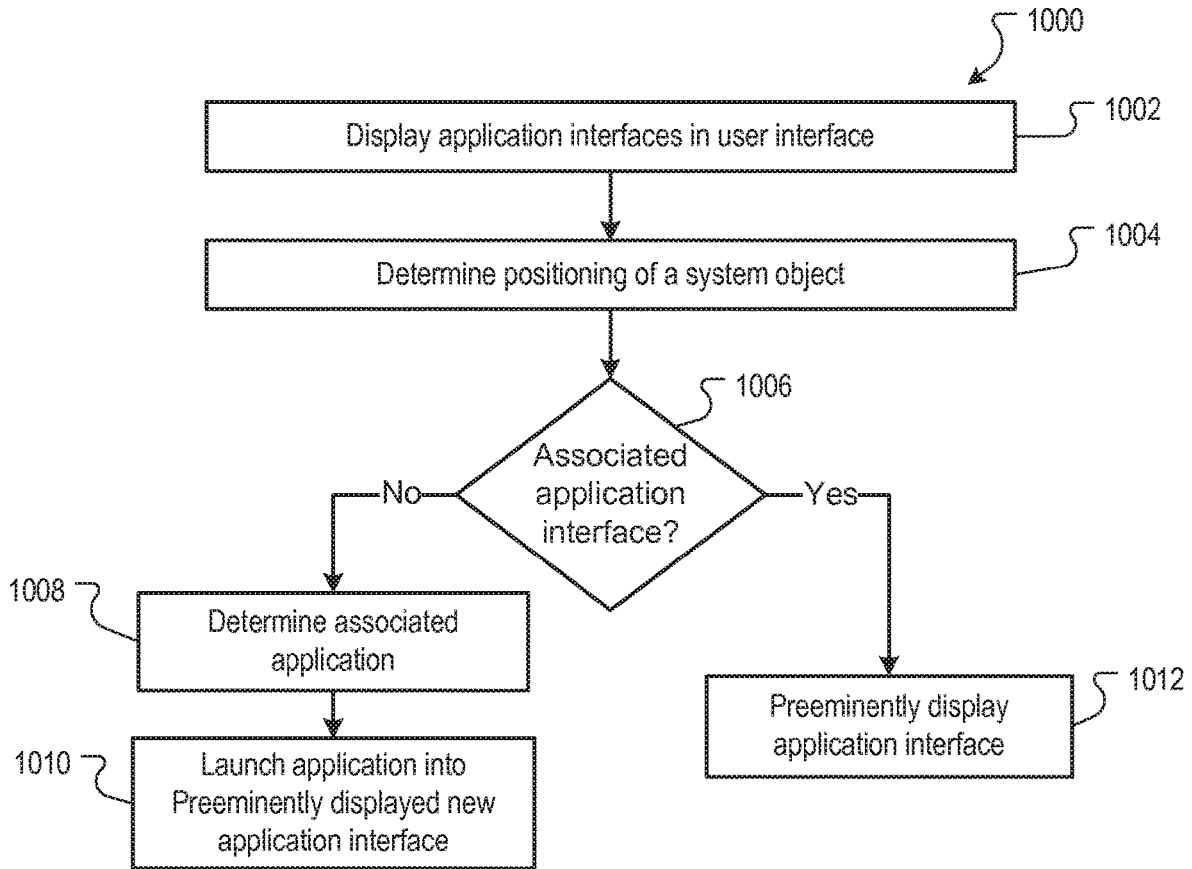 1000
Display application interfaces in user interface
1002
Determine positioning of a system object
1004
1006
Associated
application
interface?
No
Yes
1008
Determine associated
application
Preeminently display
application interface
1012
1010
Launch application into
Preeminently displayed new
application interface